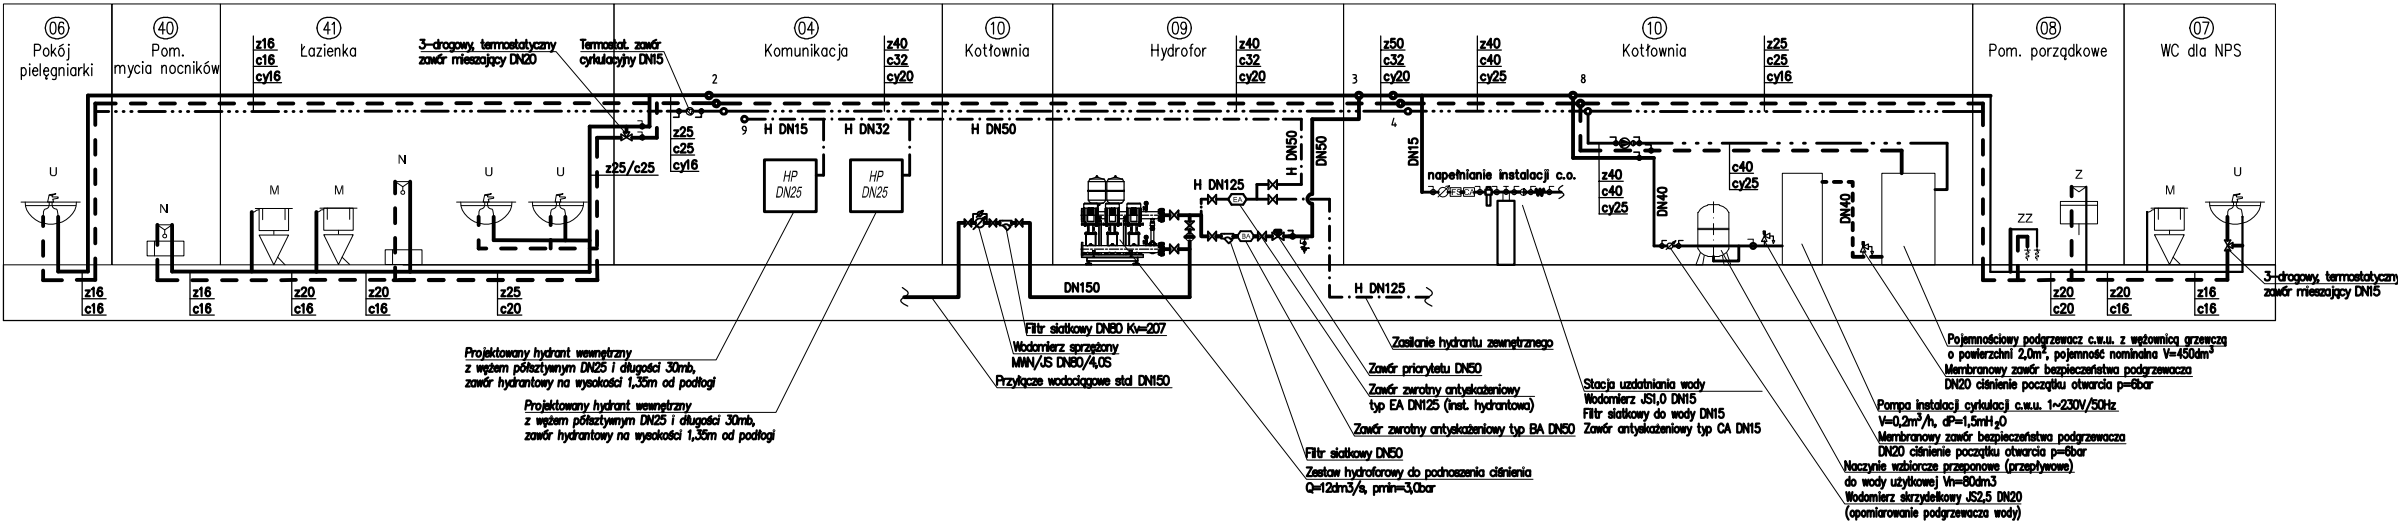 06
Pokój
pielęgniarki
40
Pom.
mycia nocników
41
Łazienka
04
Komunikacja
10
Kotłownia
09
Hydrofor
10
Kotłownia
08
Pom. porządkowe
07
WC dla NPS
z16
c16
cy16
3-drogowy, termostatyczny
zawór mieszający DN20
Termostat. zawór
cyrkulacyjny DN15
z40
c32
cy20
z40
c32
cy20
z50
c32
cy20
z40
c40
cy25
z25
c25
cy16
2
3
8
9
4
H DN15
H DN32
H DN50
z25
c25
cy16
z25/c25
H DN50
DN50
DN15
H DN125
napełnianie instalacji c.o.
z40
c40
cy25
c40
cy25
DN40
DN40
U
N
M
M
N
U
U
HP
DN25
HP
DN25
EA
BA
CA
ZZ
Z
M
U
z16
c16
z16
c16
z20
c16
z20
c16
z25
c20
DN150
H DN125
z20
c20
z20
c16
z16
c16
3-drogowy, termostatyczny
zawór mieszający DN15
Projektowany hydrant wewnętrzny
z wężem półsztywnym DN25 i długości 30mb,
zawór hydrantowy na wysokości 1,35m od podłogi
Projektowany hydrant wewnętrzny
z wężem półsztywnym DN25 i długości 30mb,
zawór hydrantowy na wysokości 1,35m od podłogi
Filtr siatkowy DN80 Kv=207
Wodomierz sprzężony
MWN/JS DN80/4,0S
Przyłącze wodociągowe stal DN150
Zasilanie hydrantu zewnętrznego
Zawór priorytetu DN50
Zawór zwrotny antyskażeniowy
typ EA DN125 (inst. hydrantowa)
Zawór zwrotny antyskażeniowy typ BA DN50
Filtr siatkowy DN50
Zestaw hydroforowy do podnoszenia ciśnienia
Q=12dm3/s, pmin=3,0bar
Stacja uzdatniania wody
Wodomierz JS1,0 DN15
Filtr siatkowy do wody DN15
Zawór antyskażeniowy typ CA DN15
Pojemnościowy podgrzewacz c.w.u. z wężownicą grzewczą
o powierzchni 2,0m², pojemność nominalna V=450dm³
Membranowy zawór bezpieczeństwa podgrzewacza
DN20 ciśnienie początku otwarcia p=6bar
Pompa instalacji cyrkulacji c.w.u. 1~230V/50Hz
V=0,2m³/h, dP=1,5mH₂O
Membranowy zawór bezpieczeństwa podgrzewacza
DN20 ciśnienie początku otwarcia p=6bar
Naczynie wzbiorcze przeponowe (przepływowe)
do wody użytkowej Vn=80dm3
Wodomierz skrzydełkowy JS2,5 DN20
(opomiarowanie podgrzewacza wody)